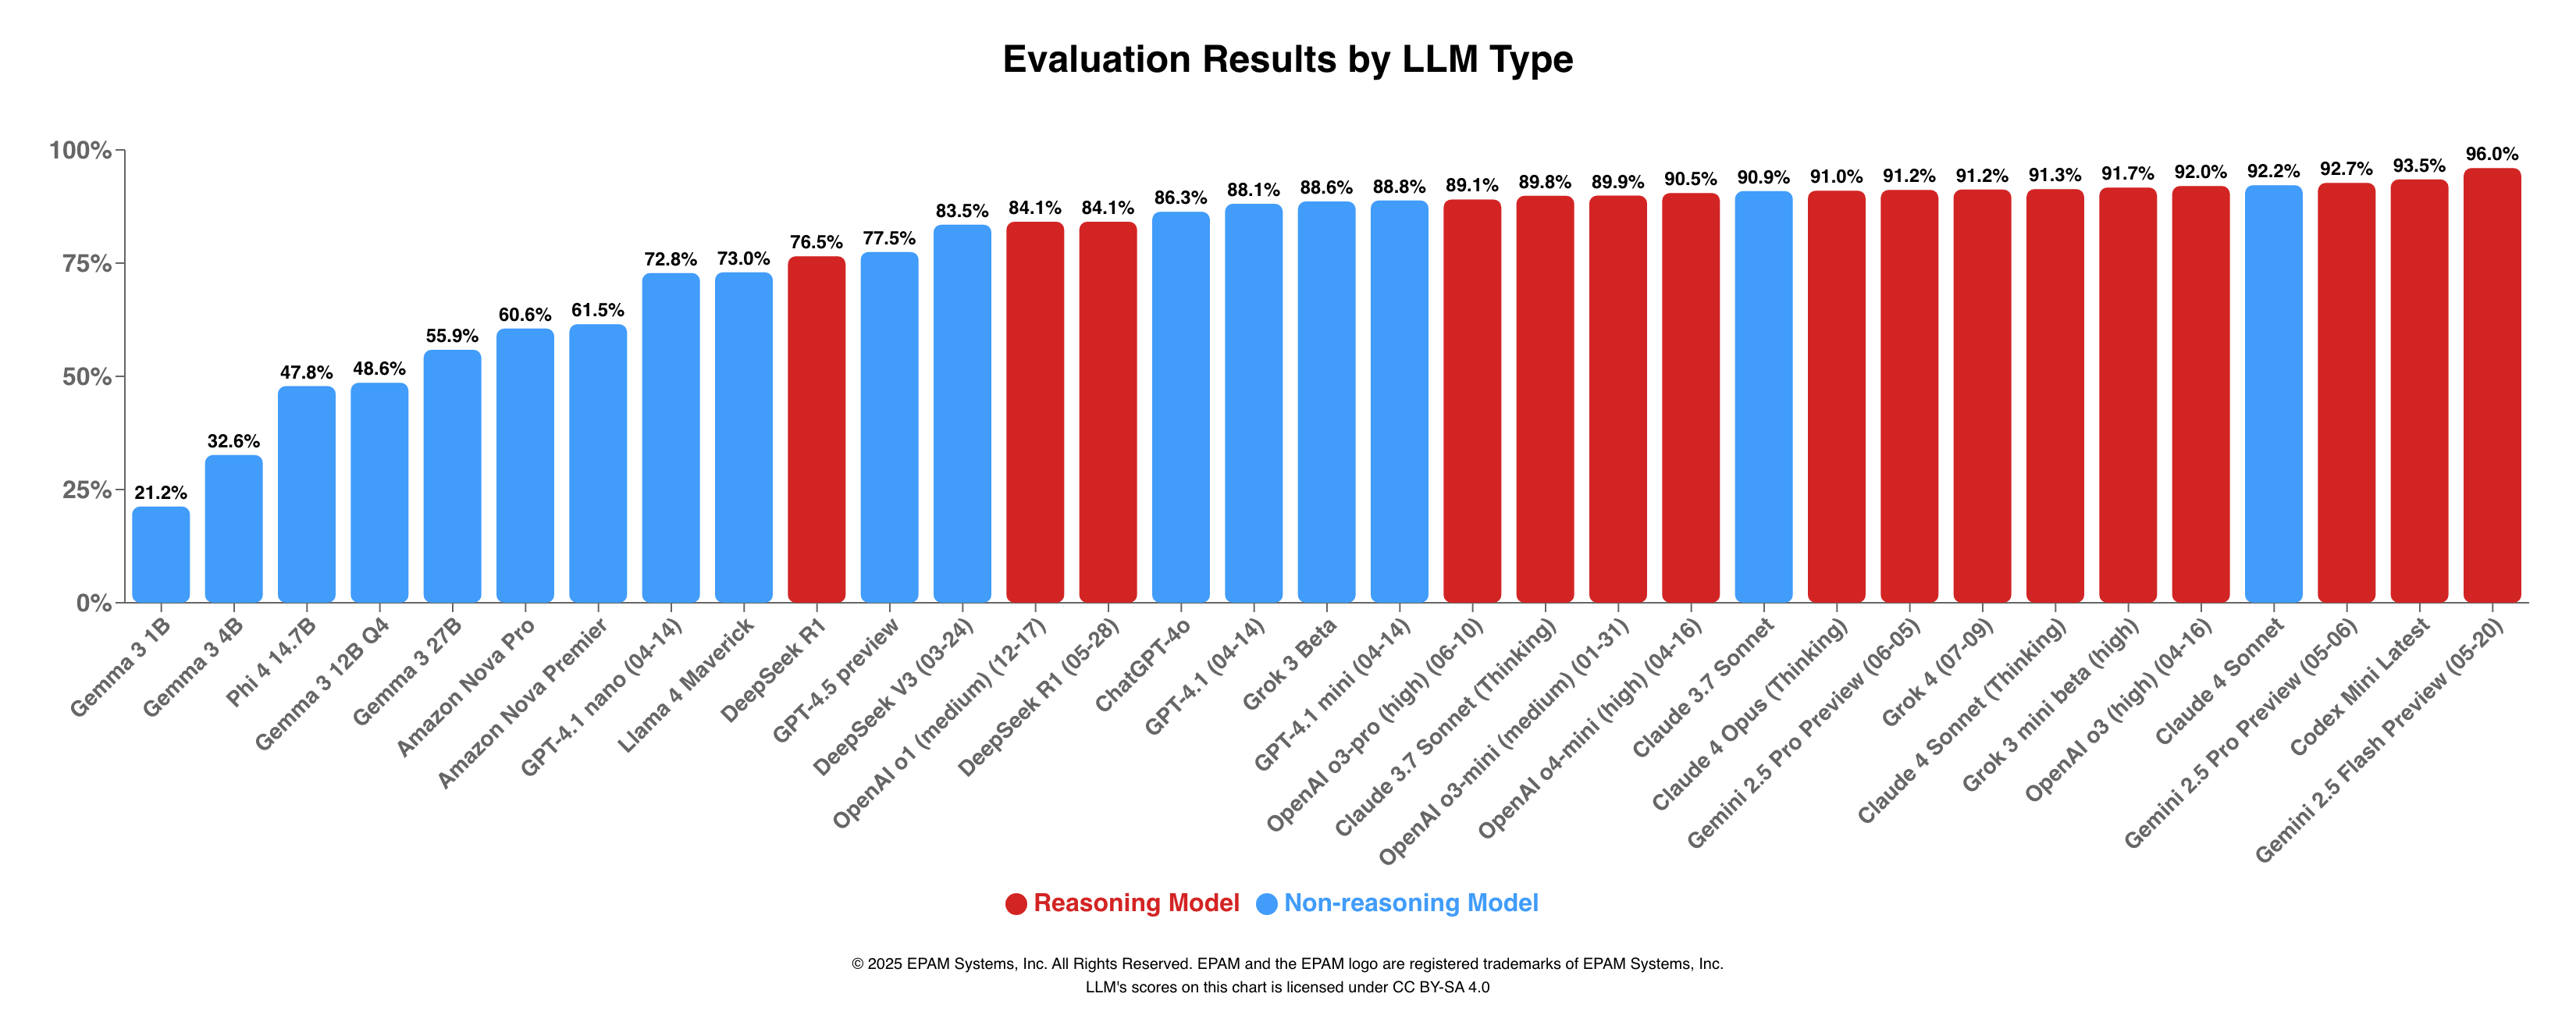 Evaluation Results by LLM Type
100%
75%
50%
25%
0%
21.2%
32.6%
47.8%
48.6%
55.9%
60.6%
61.5%
72.8%
73.0%
76.5%
77.5%
83.5%
84.1%
84.1%
86.3%
88.1%
88.6%
88.8%
89.1%
89.8%
89.9%
90.5%
90.9%
91.0%
91.2%
91.2%
91.3%
91.7%
92.0%
92.2%
92.7%
93.5%
96.0%
Gemma 3 1B
Gemma 3 4B
Phi 4 14.7B
Gemma 3 12B Q4
Gemma 3 27B
Amazon Nova Pro
Amazon Nova Premier
GPT-4.1 nano (04-14)
Llama 4 Maverick
DeepSeek R1
GPT-4.5 preview
DeepSeek V3 (03-24)
OpenAI o1 (medium) (12-17)
DeepSeek R1 (05-28)
ChatGPT-4o
GPT-4.1 (04-14)
Grok 3 Beta
GPT-4.1 mini (04-14)
OpenAI o3-pro (high) (06-10)
Claude 3.7 Sonnet (Thinking)
OpenAI o3-mini (medium) (01-31)
OpenAI o4-mini (high) (04-16)
Claude 3.7 Sonnet
Claude 4 Opus (Thinking)
Gemini 2.5 Pro Preview (06-05)
Grok 4 (07-09)
Claude 4 Sonnet (Thinking)
Grok 3 mini beta (high)
OpenAI o3 (high) (04-16)
Claude 4 Sonnet
Gemini 2.5 Pro Preview (05-06)
Codex Mini Latest
Gemini 2.5 Flash Preview (05-20)
Reasoning Model
Non-reasoning Model
© 2025 EPAM Systems, Inc. All Rights Reserved. EPAM and the EPAM logo are registered trademarks of EPAM Systems, Inc.
LLM's scores on this chart is licensed under CC BY-SA 4.0